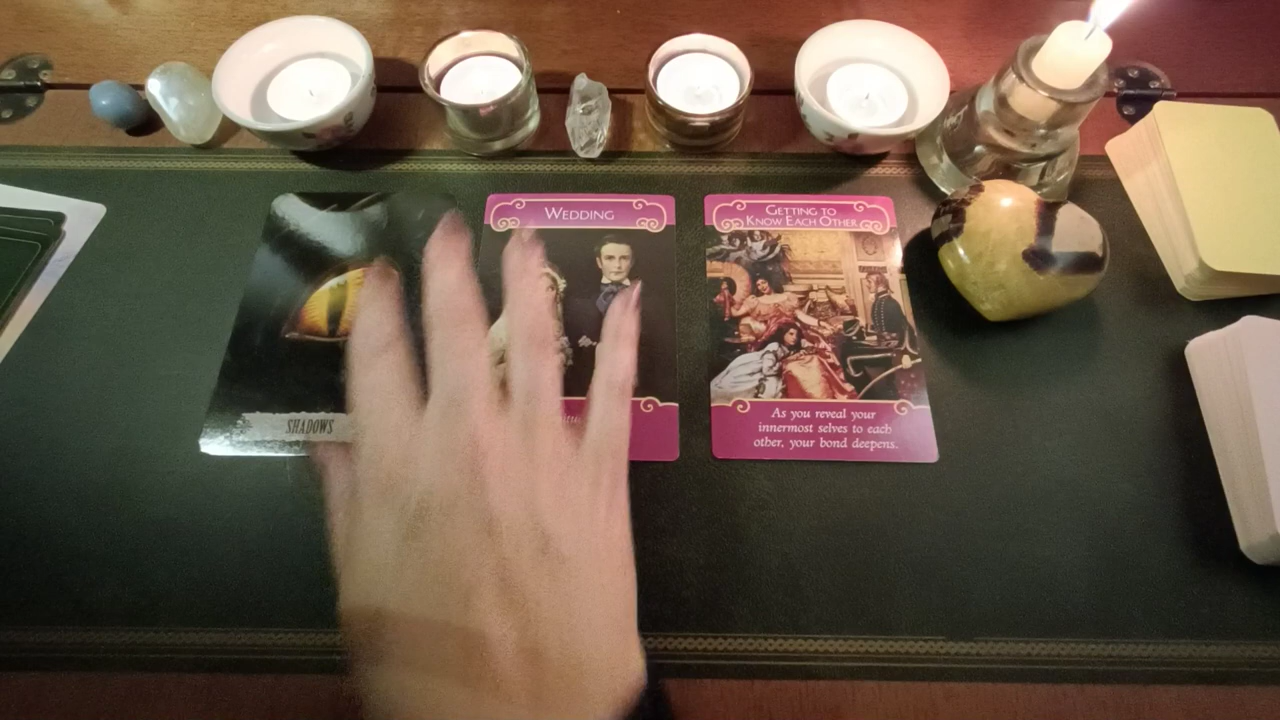 SHADOWS
WEDDING
GETTING TO
KNOW EACH OTHER
As you reveal your
innermost selves to each
other, your bond deepens.